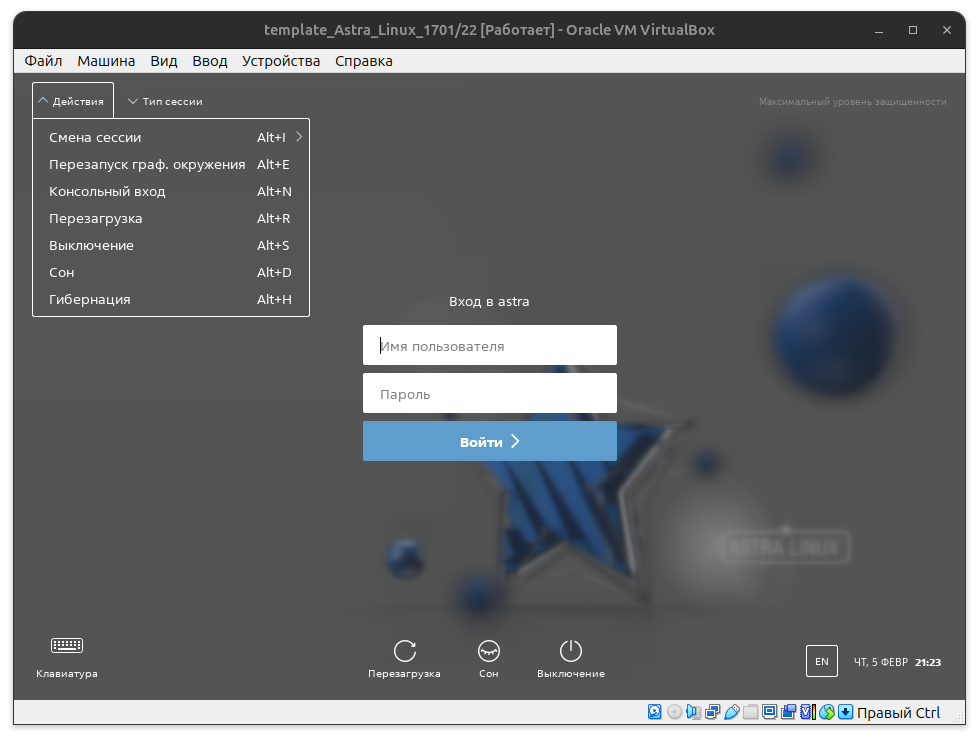 template_Astra_Linux_1701/22 [Работает] - Oracle VM VirtualBox
Файл Машина Вид Ввод Устройства Справка
Действия Тип сессии Максимальный уровень защищенности
Смена сессии Alt+I
Перезапуск граф. окружения Alt+E
Консольный вход Alt+N
Перезагрузка Alt+R
Выключение Alt+S
Сон Alt+D
Гибернация Alt+H
Вход в astra
Имя пользователя
Пароль
Войти
ASTRA LINUX
Клавиатура Перезагрузка Сон Выключение EN ЧТ, 5 ФЕВР 21:23
Правый Ctrl